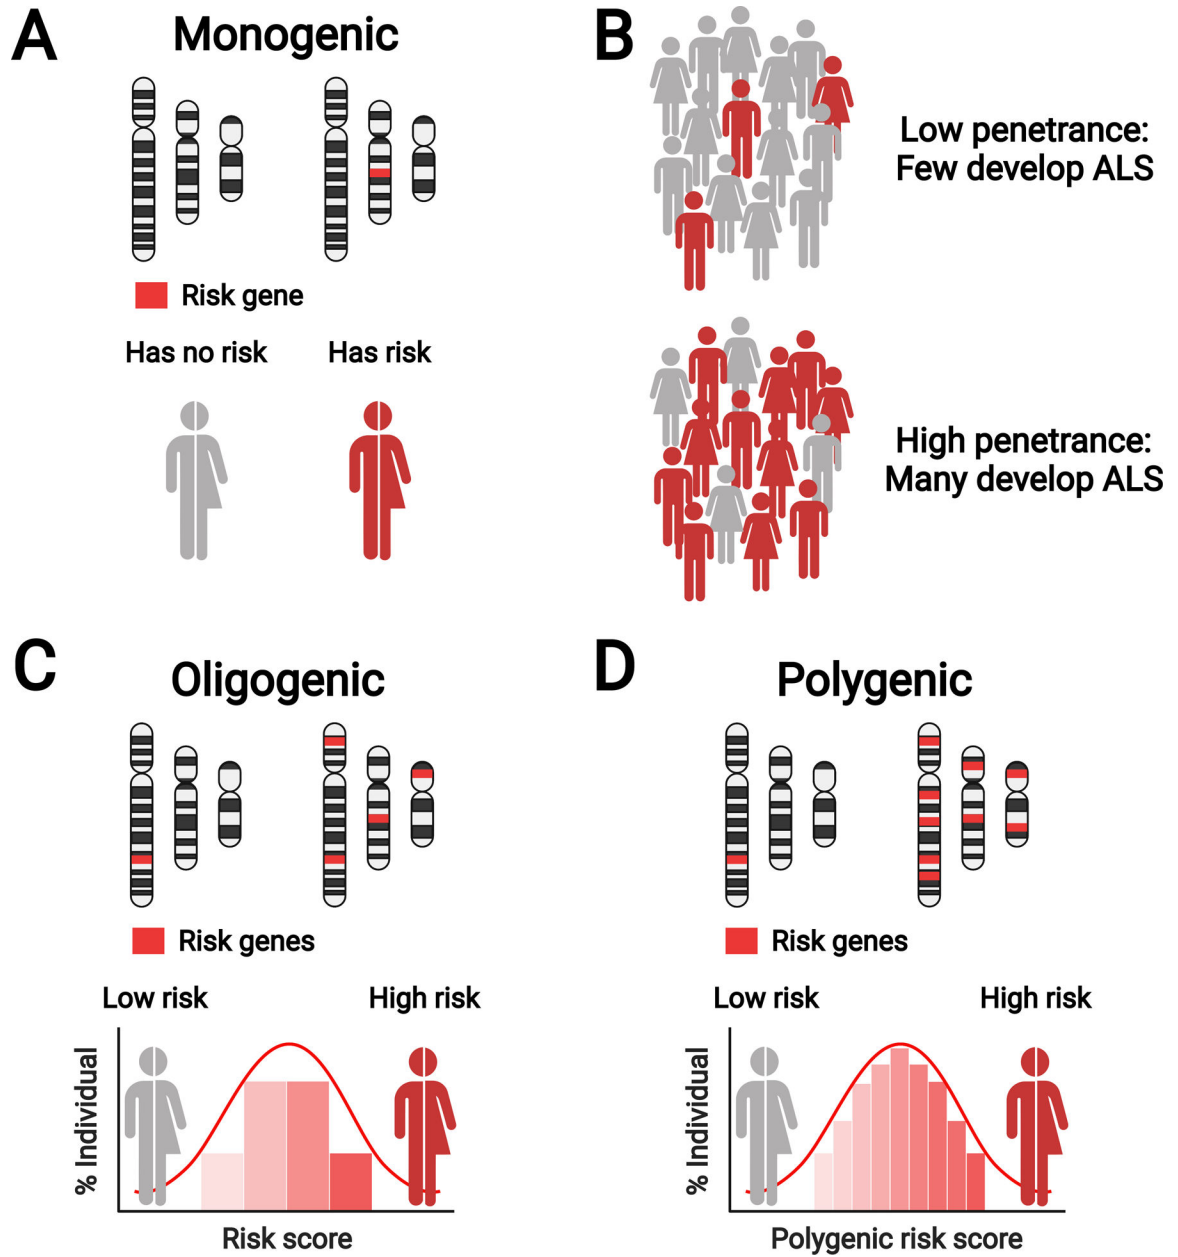 A
Monogenic
Risk gene
Has no risk
Has risk
B
Low penetrance:
Few develop ALS
High penetrance:
Many develop ALS
C
Oligogenic
Risk genes
Low risk
High risk
% Individual
Risk score
D
Polygenic
Risk genes
Low risk
High risk
% Individual
Polygenic risk score